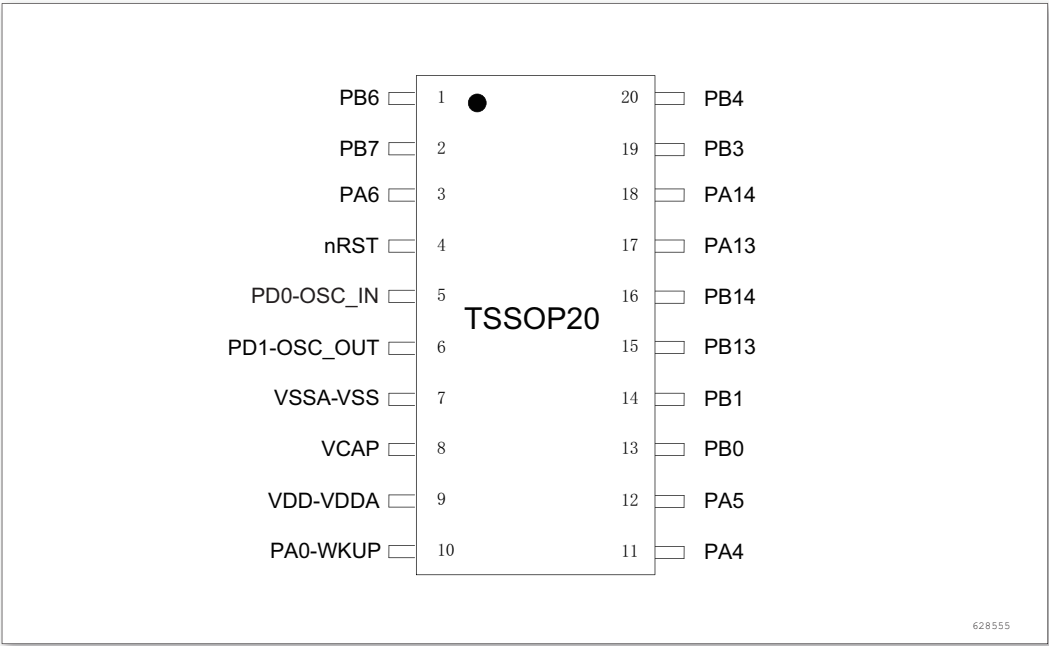 PB6 1 20 PB4
PB7 2 19 PB3
PA6 3 18 PA14
nRST 4 17 PA13
PD0-OSC_IN 5 16 PB14
TSSOP20
PD1-OSC_OUT 6 15 PB13
VSSA-VSS 7 14 PB1
VCAP 8 13 PB0
VDD-VDDA 9 12 PA5
PA0-WKUP 10 11 PA4
628555